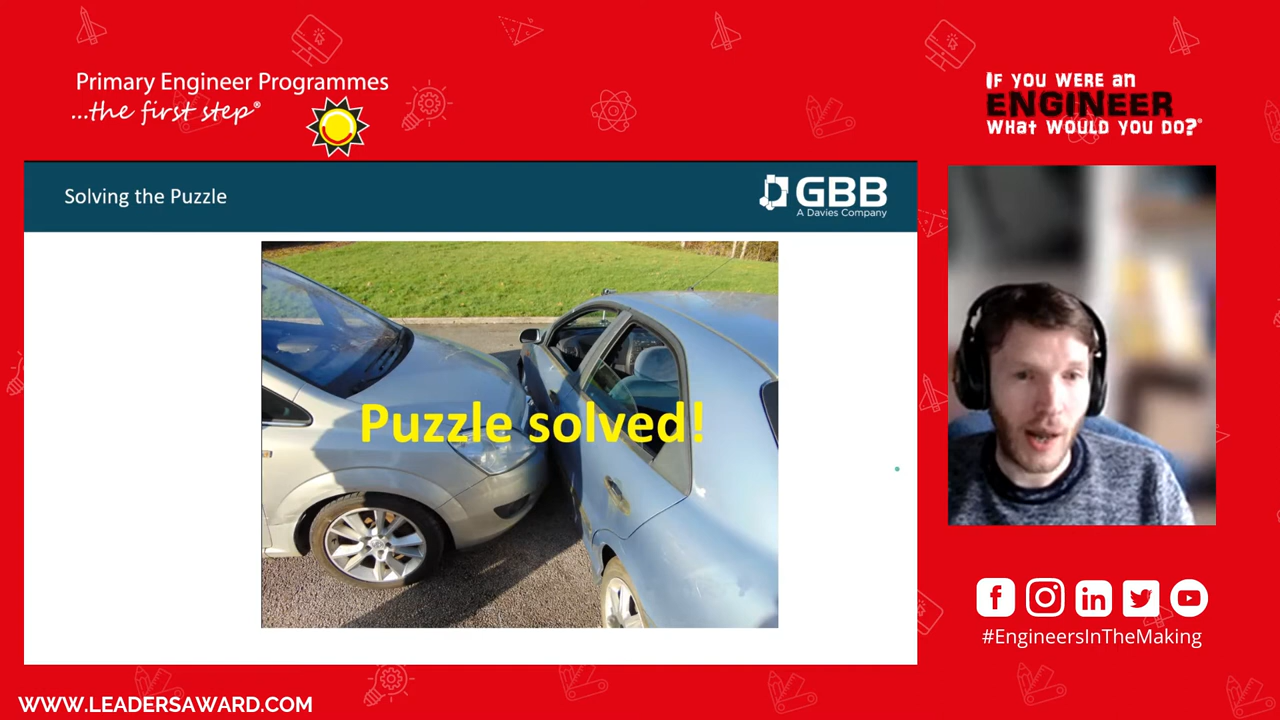 Primary Engineer Programmes
...the first step®
IF YOU WERE an
ENGINEER
WHAT WOULD YOU DO?®
Solving the Puzzle
GBB
A Davies Company
Puzzle solved!
#EngineersInTheMaking
WWW.LEADERSAWARD.COM